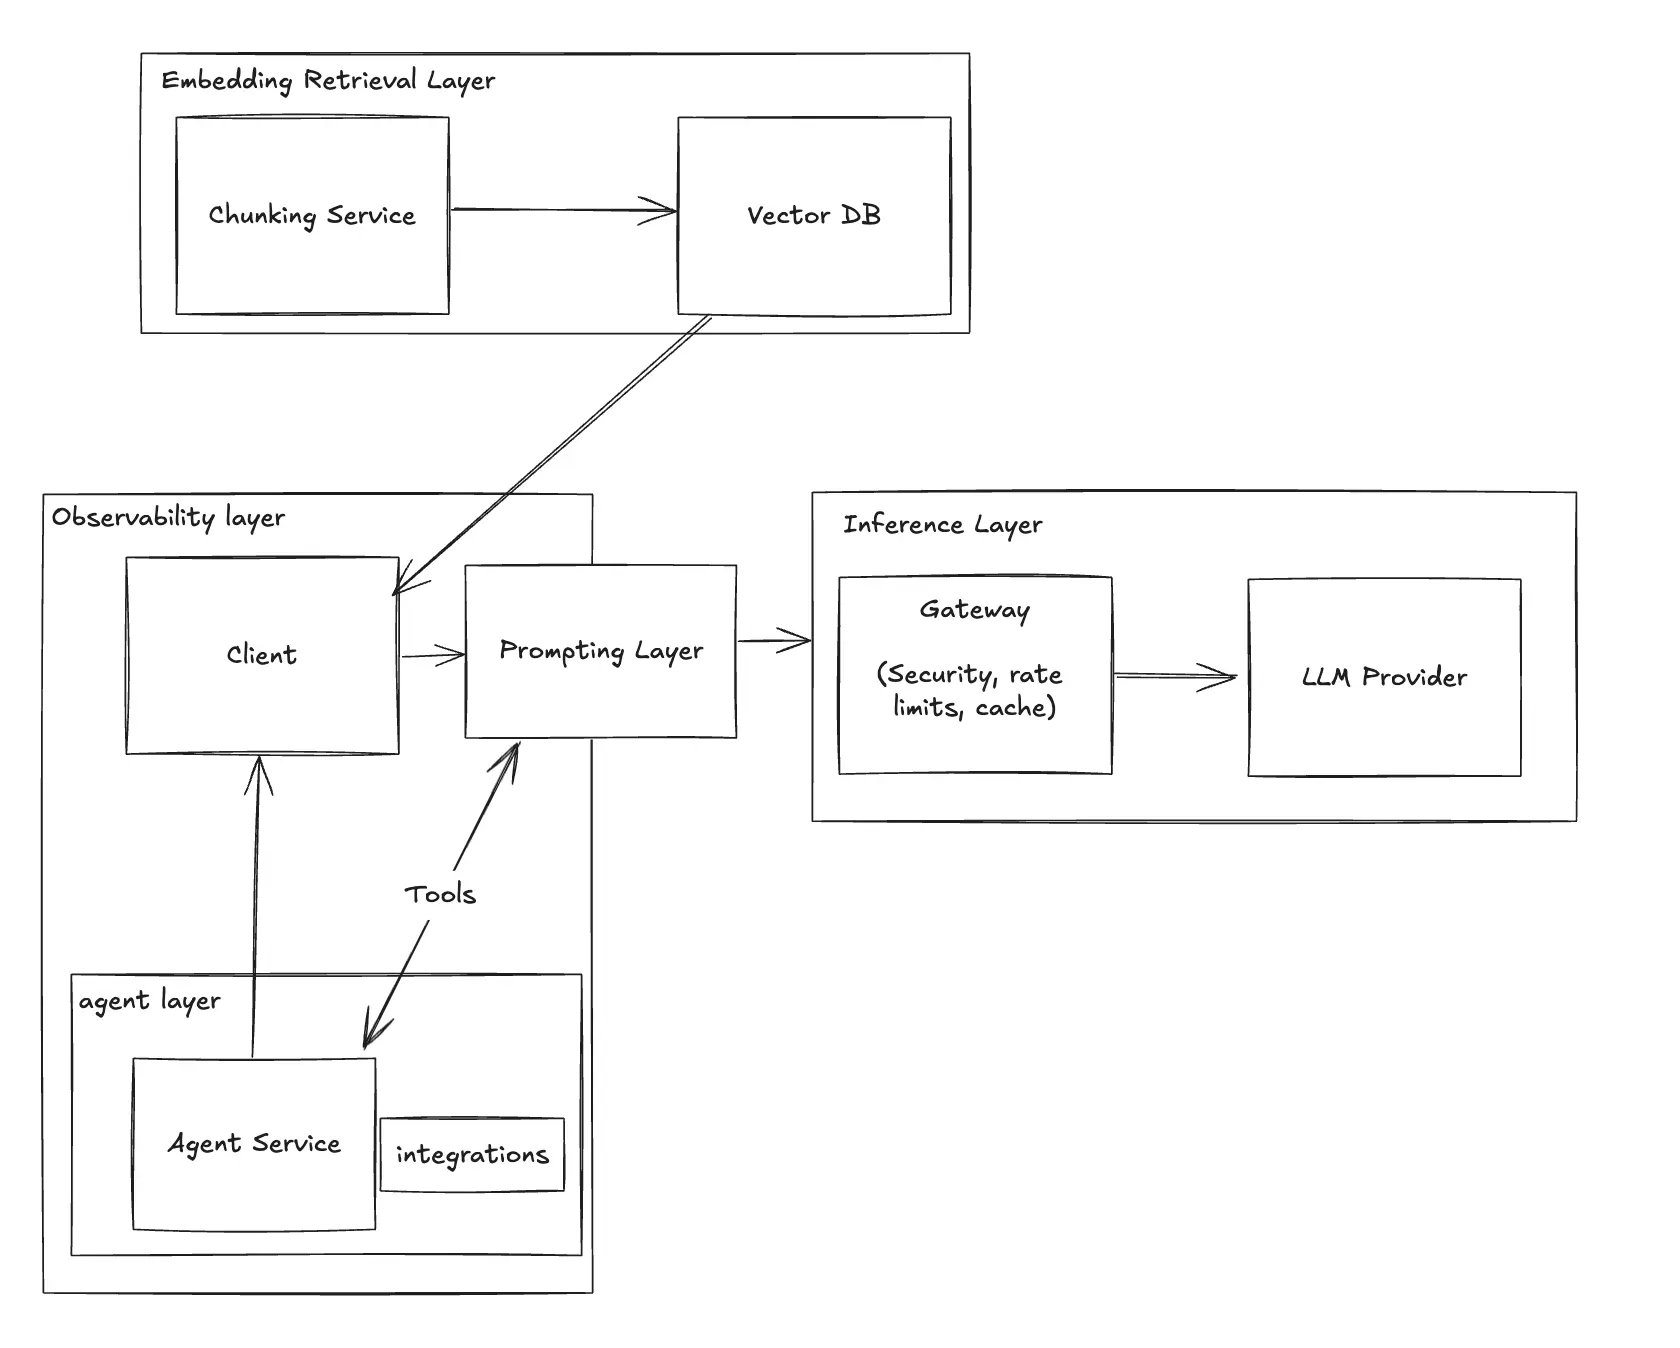 Embedding Retrieval Layer
Chunking Service
Vector DB
Observability layer
Client
Prompting Layer
Inference Layer
Gateway
(Security, rate
limits, cache)
LLM Provider
Tools
agent layer
Agent Service
integrations